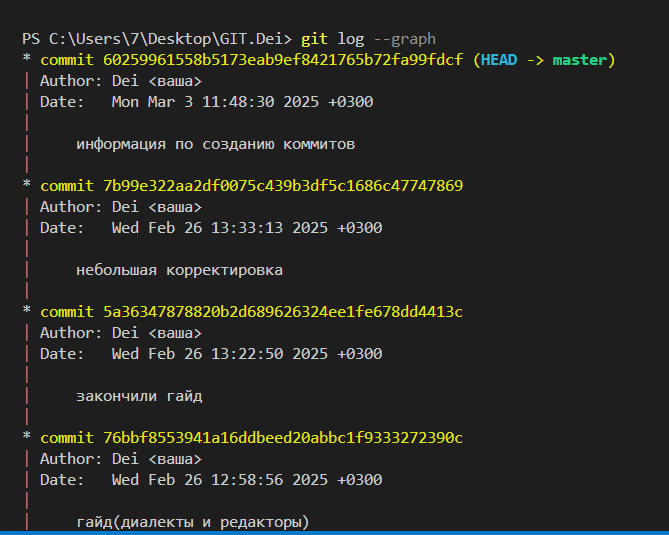 PS C:\Users\7\Desktop\GIT.Dei> git log --graph
* commit 60259961558b5173eab9ef8421765b72fa99fdcf (HEAD -> master)
| Author: Dei <ваша>
| Date:   Mon Mar 3 11:48:30 2025 +0300
|
|     информация по созданию коммитов
|
* commit 7b99e322aa2df0075c439b3df5c1686c47747869
| Author: Dei <ваша>
| Date:   Wed Feb 26 13:33:13 2025 +0300
|
|     небольшая корректировка
|
* commit 5a36347878820b2d689626324ee1fe678dd4413c
| Author: Dei <ваша>
| Date:   Wed Feb 26 13:22:50 2025 +0300
|
|     закончили гайд
|
* commit 76bbf8553941a16ddbeed20abbc1f9333272390c
| Author: Dei <ваша>
| Date:   Wed Feb 26 12:58:56 2025 +0300
|
|     гайд(диалекты и редакторы)